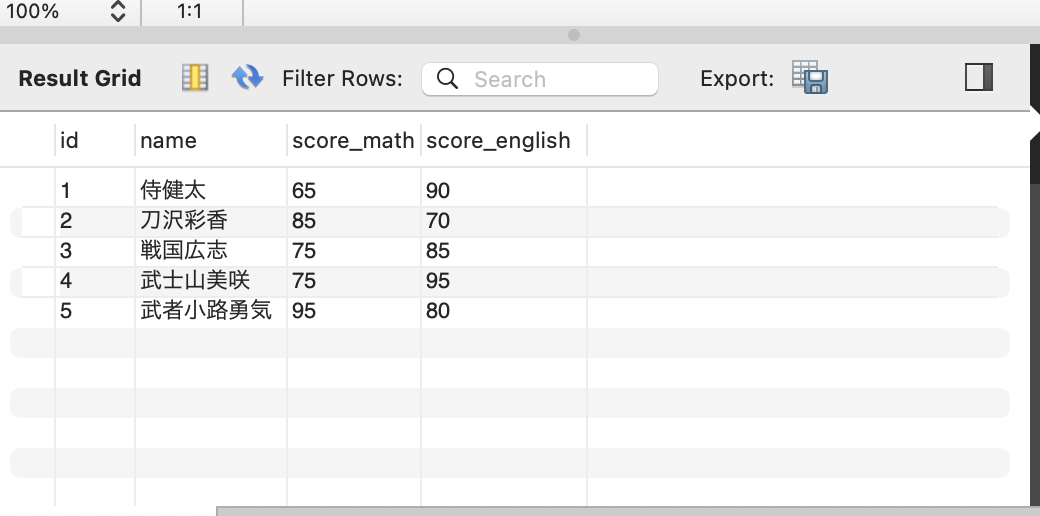 100% 1:1
Result Grid Filter Rows: Search Export:
id name score_math score_english
1 侍健太 65 90
2 刀沢彩香 85 70
3 戦国広志 75 85
4 武士山美咲 75 95
5 武者小路勇気 95 80